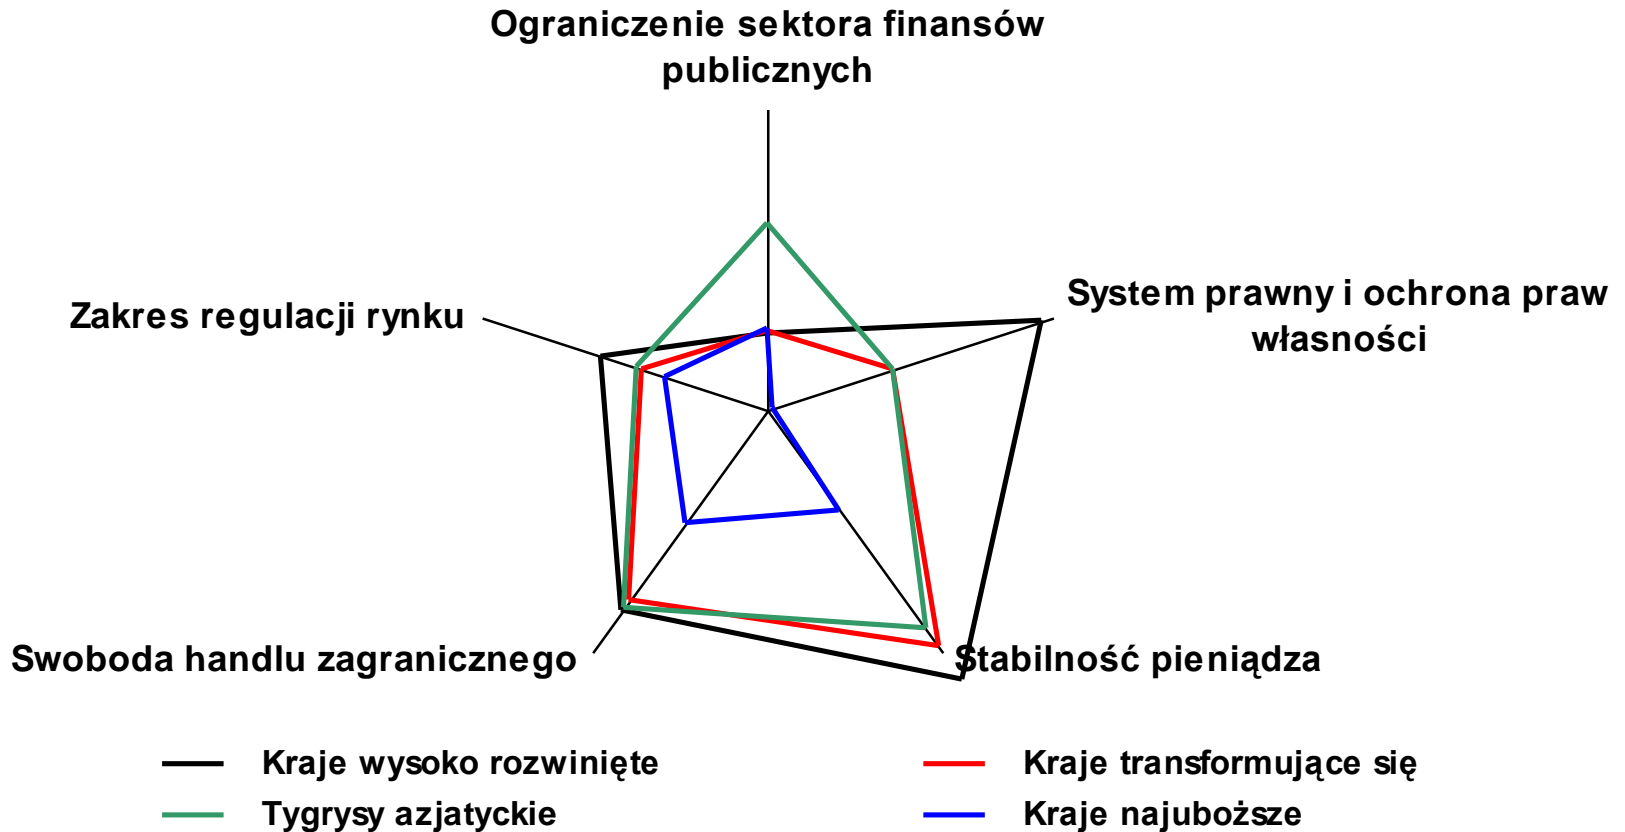 Ograniczenie sektora finansów
publicznych
System prawny i ochrona praw
własności
Zakres regulacji rynku
Swoboda handlu zagranicznego
Stabilność pieniądza
Kraje wysoko rozwinięte
Kraje transformujące się
Tygrysy azjatyckie
Kraje najuboższe